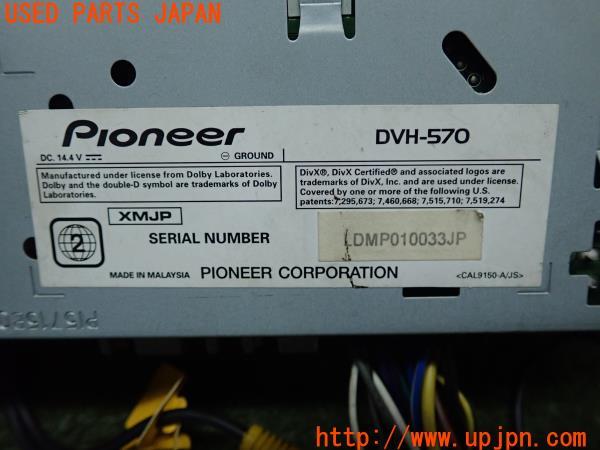 USED PARTS JAPAN
Pioneer
DVH-570
DC. 14.4 V
⊖ GROUND
Manufactured under license from Dolby Laboratories.
Dolby and the double-D symbol are trademarks of Dolby
Laboratories.
DivX®, DivX Certified® and associated logos are
trademarks of DivX, Inc. and are used under license.
Covered by one or more of the following U.S.
patents:7,295,673; 7,460,668; 7,515,710; 7,519,274
2
XMJP
SERIAL NUMBER
LDMP010033JP
MADE IN MALAYSIA
PIONEER CORPORATION
<CAL9150-A/JS>
http://www.upjpn.com/